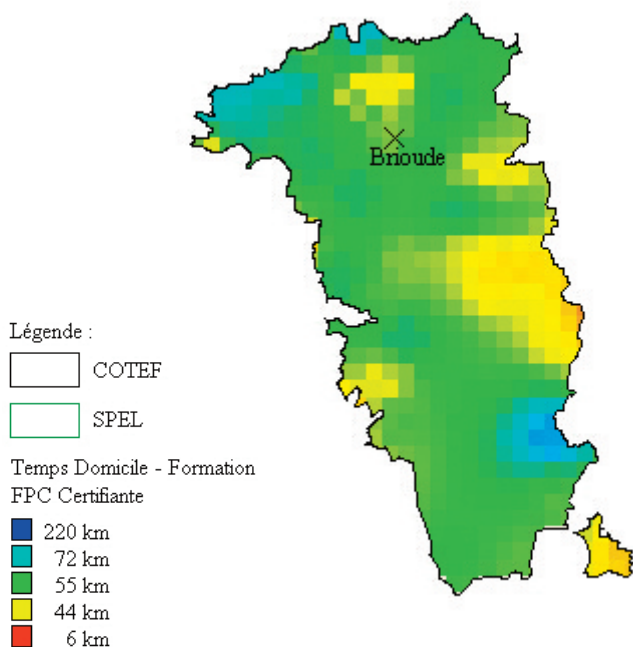 Brioude
Légende :
COTEF
SPEL
Temps Domicile - Formation
FPC Certifiante
220 km
72 km
55 km
44 km
6 km